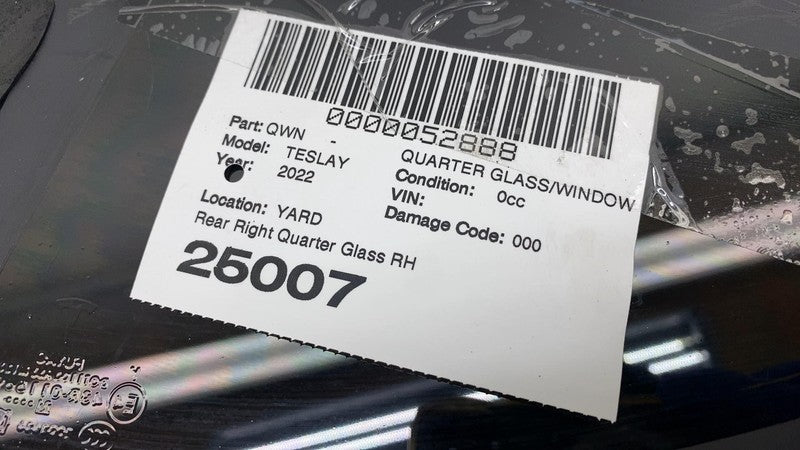 0000052888
Part: QWN - QUARTER GLASS/WINDOW
Model: TESLAY Condition: 0cc
Year: 2022 VIN:
Damage Code: 000
Location: YARD
Rear Right Quarter Glass RH
25007